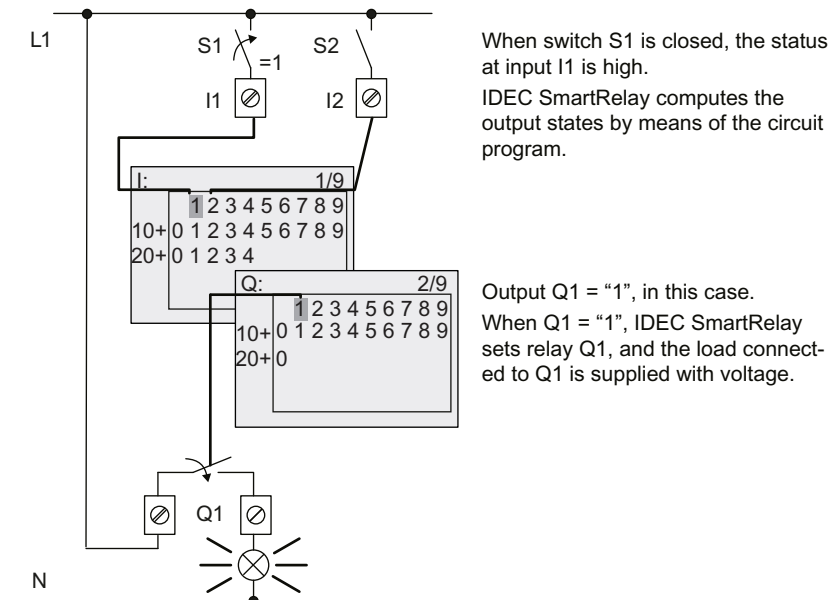 L1
S1
=1
S2
I1
I2
When switch S1 is closed, the status
at input I1 is high.
IDEC SmartRelay computes the
output states by means of the circuit
program.
I: 1/9
1 2 3 4 5 6 7 8 9
10+ 0 1 2 3 4 5 6 7 8 9
20+ 0 1 2 3 4
Q: 2/9
1 2 3 4 5 6 7 8 9
10+ 0 1 2 3 4 5 6 7 8 9
20+ 0
Output Q1 = “1”, in this case.
When Q1 = “1”, IDEC SmartRelay
sets relay Q1, and the load connect-
ed to Q1 is supplied with voltage.
Q1
N